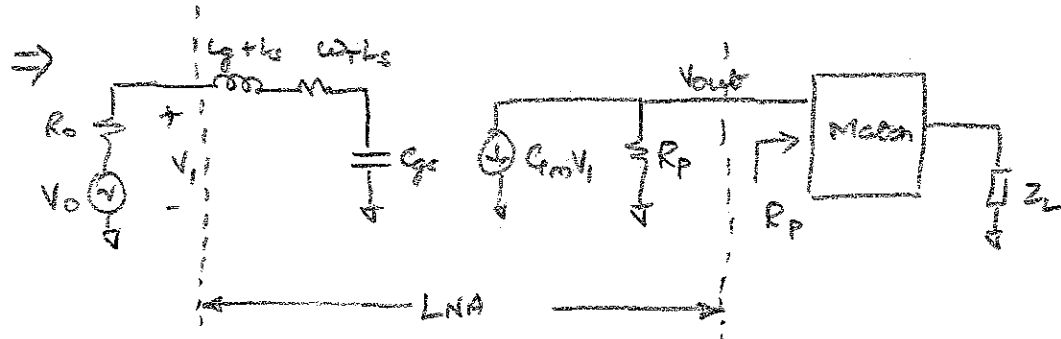 ⇒
Lg+Ls ωTLs
R0
+
V1
-
V0
Cgs
GmV1
Rp
Vout
Rp
Match
ZL
LNA